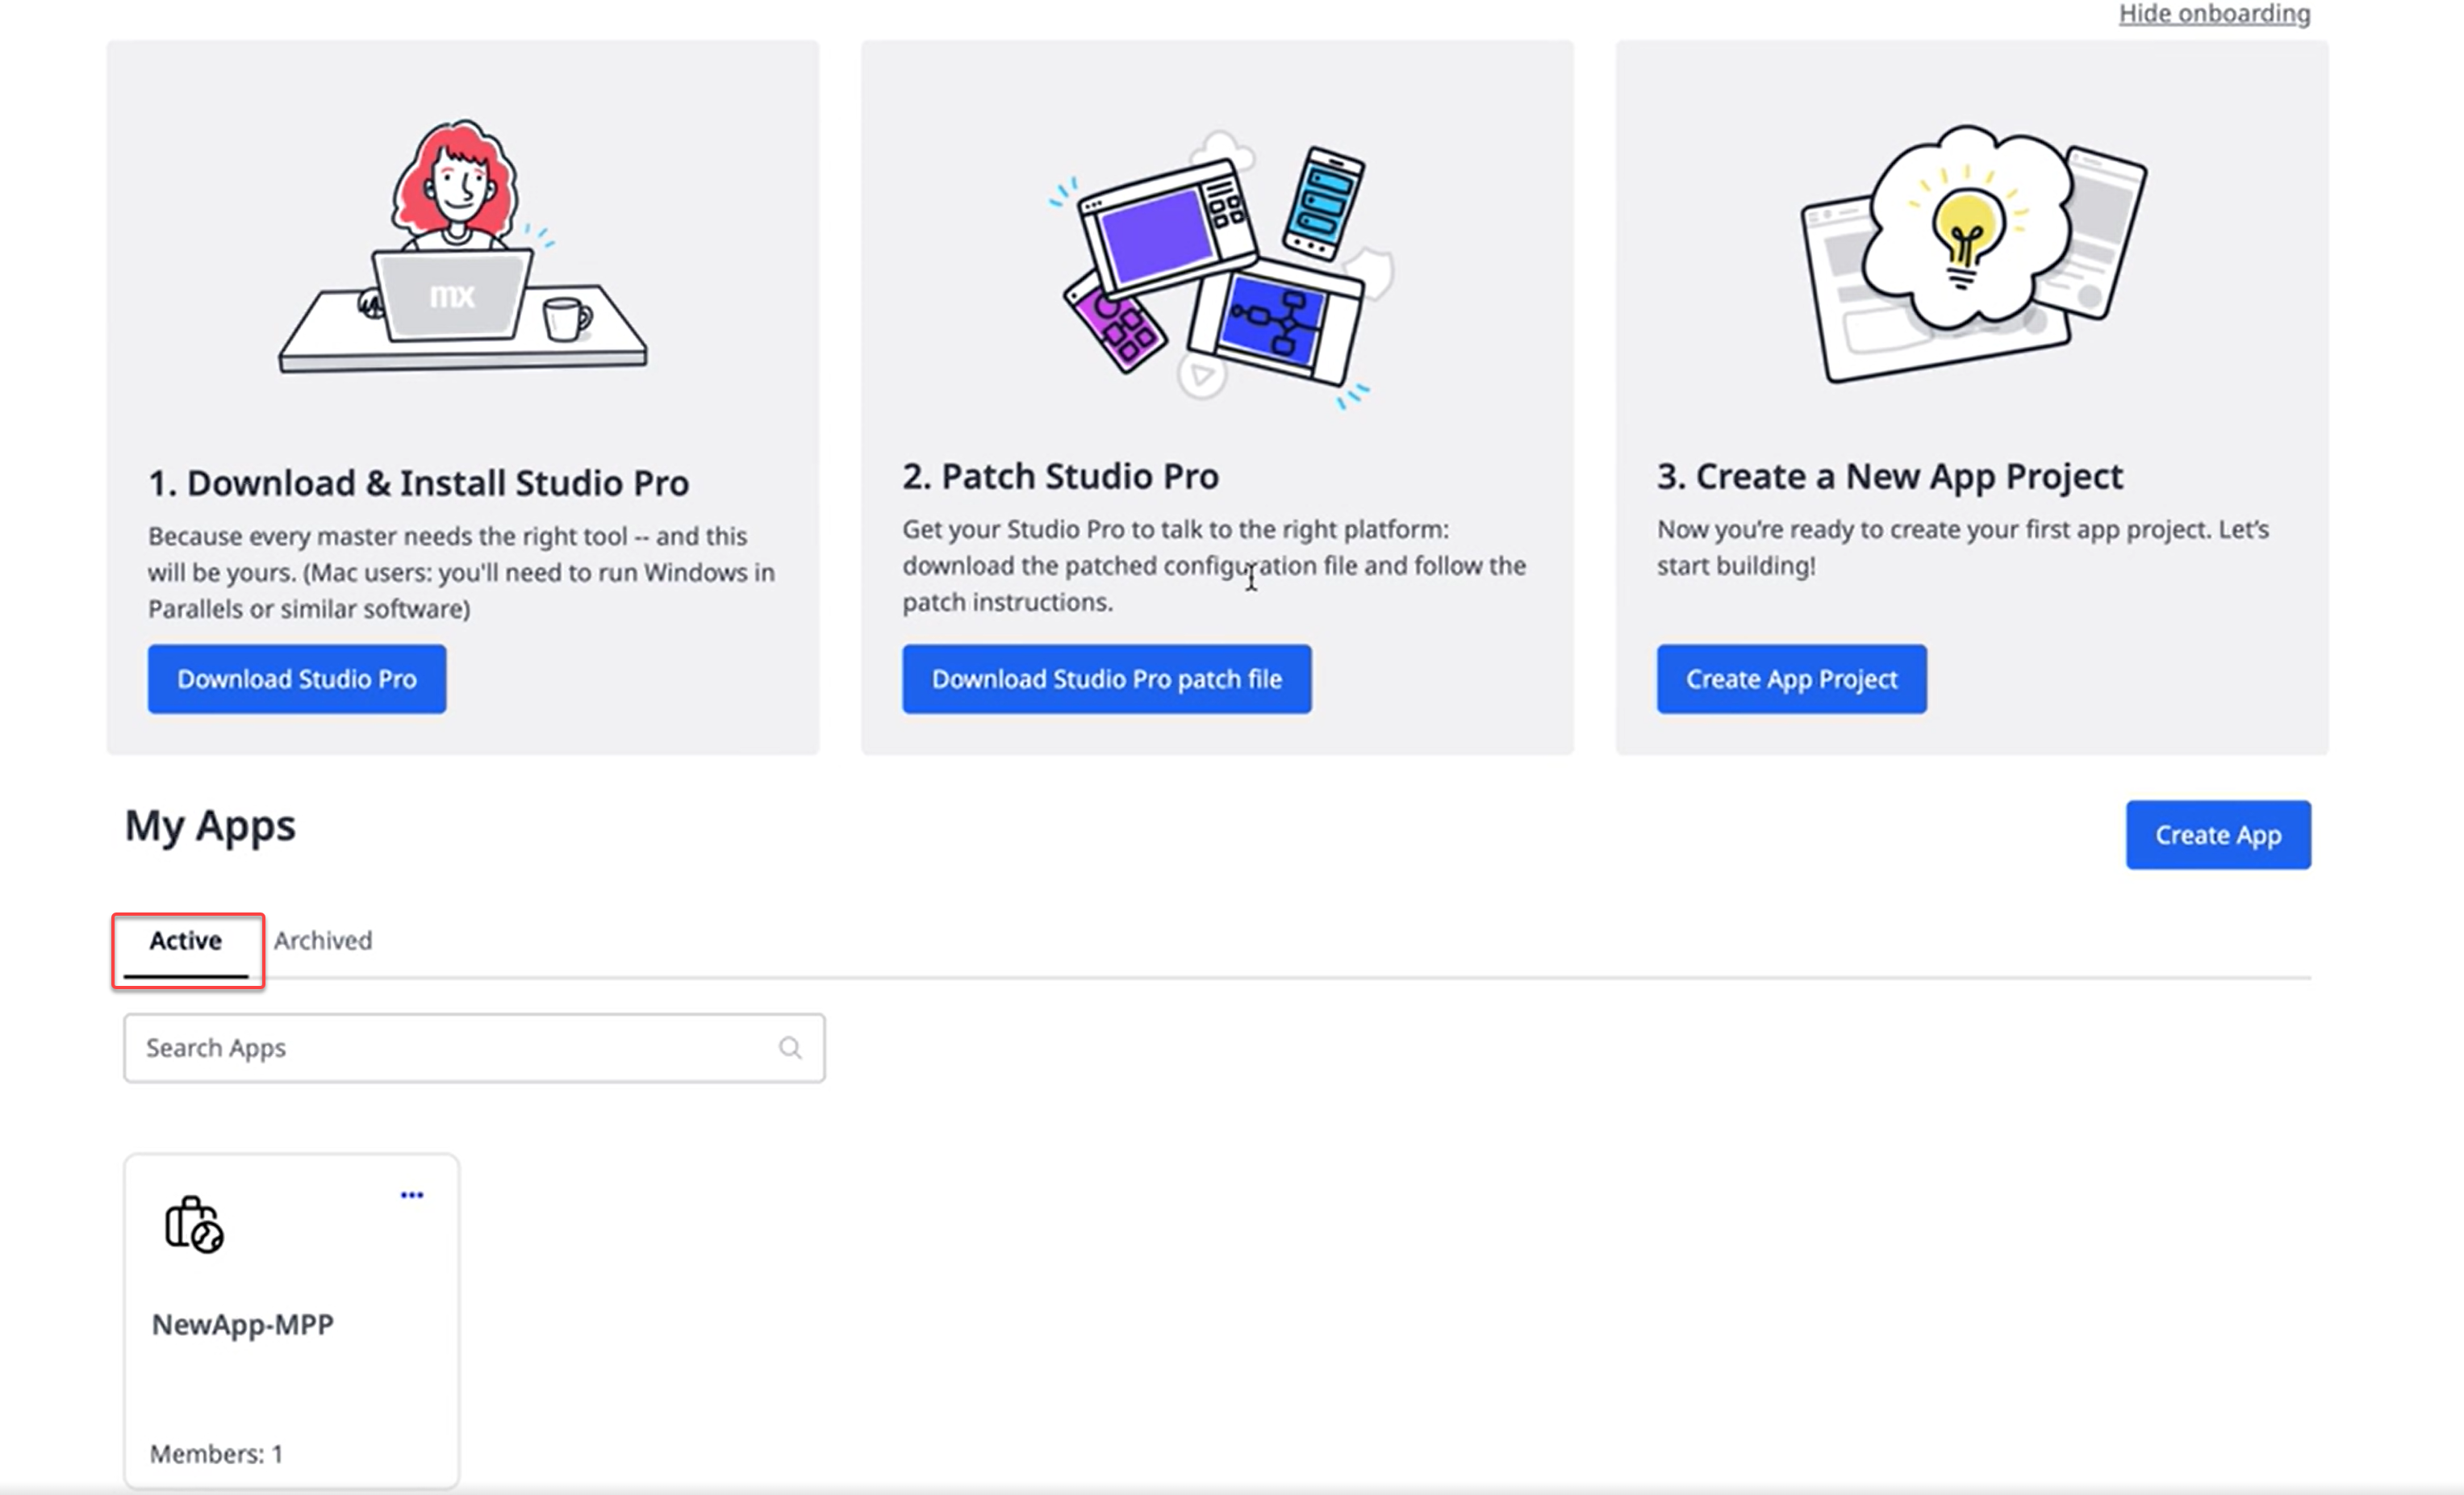 Hide onboarding
mx
1. Download & Install Studio Pro
Because every master needs the right tool -- and this
will be yours. (Mac users: you'll need to run Windows in
Parallels or similar software)
Download Studio Pro
2. Patch Studio Pro
Get your Studio Pro to talk to the right platform:
download the patched configuration file and follow the
patch instructions.
Download Studio Pro patch file
3. Create a New App Project
Now you’re ready to create your first app project. Let’s
start building!
Create App Project
My Apps
Create App
Active
Archived
Search Apps
NewApp-MPP
Members: 1